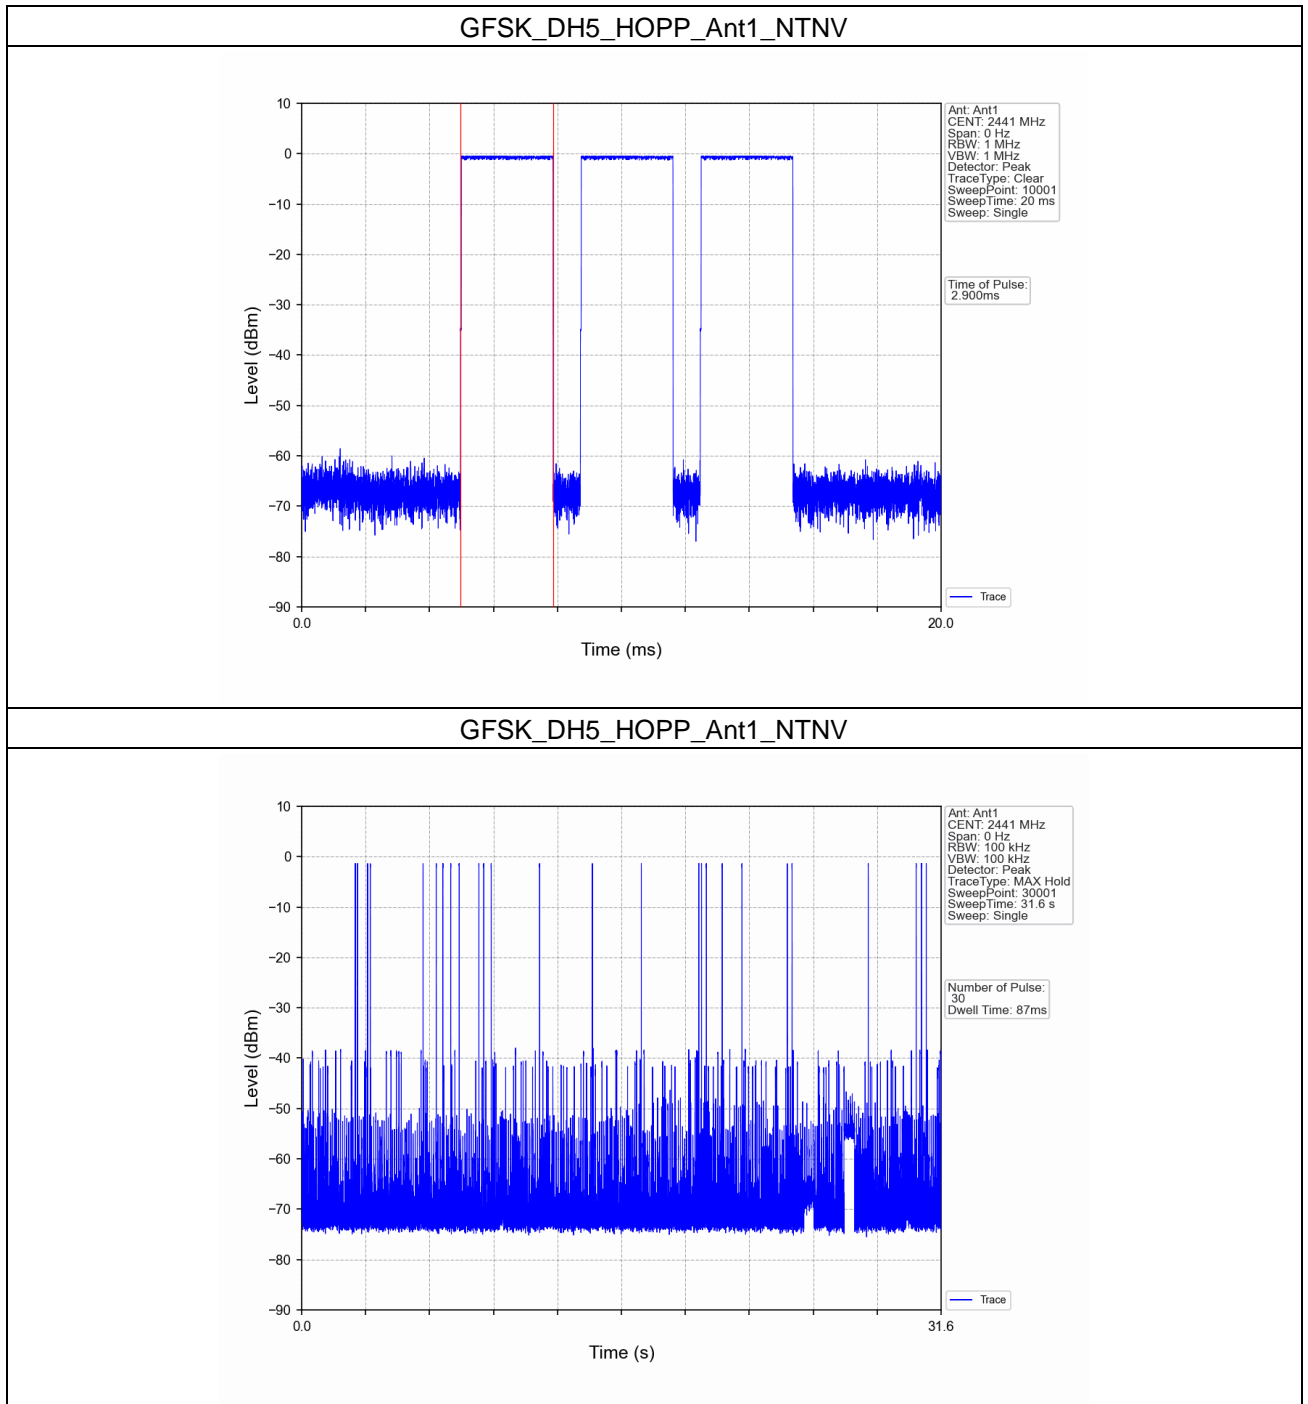 GFSK_DH5_HOPP_Ant1_NTNV
10
0
−10
−20
−30
−40
−50
−60
−70
−80
−90
Level (dBm)
0.0
20.0
Time (ms)
Ant: Ant1
CENT: 2441 MHz
Span: 0 Hz
RBW: 1 MHz
VBW: 1 MHz
Detector: Peak
TraceType: Clear
SweepPoint: 10001
SweepTime: 20 ms
Sweep: Single
Time of Pulse:
2.900ms
Trace
GFSK_DH5_HOPP_Ant1_NTNV
10
0
−10
−20
−30
−40
−50
−60
−70
−80
−90
Level (dBm)
0.0
31.6
Time (s)
Ant: Ant1
CENT: 2441 MHz
Span: 0 Hz
RBW: 100 kHz
VBW: 100 kHz
Detector: Peak
TraceType: MAX Hold
SweepPoint: 30001
SweepTime: 31.6 s
Sweep: Single
Number of Pulse:
30
Dwell Time: 87ms
Trace